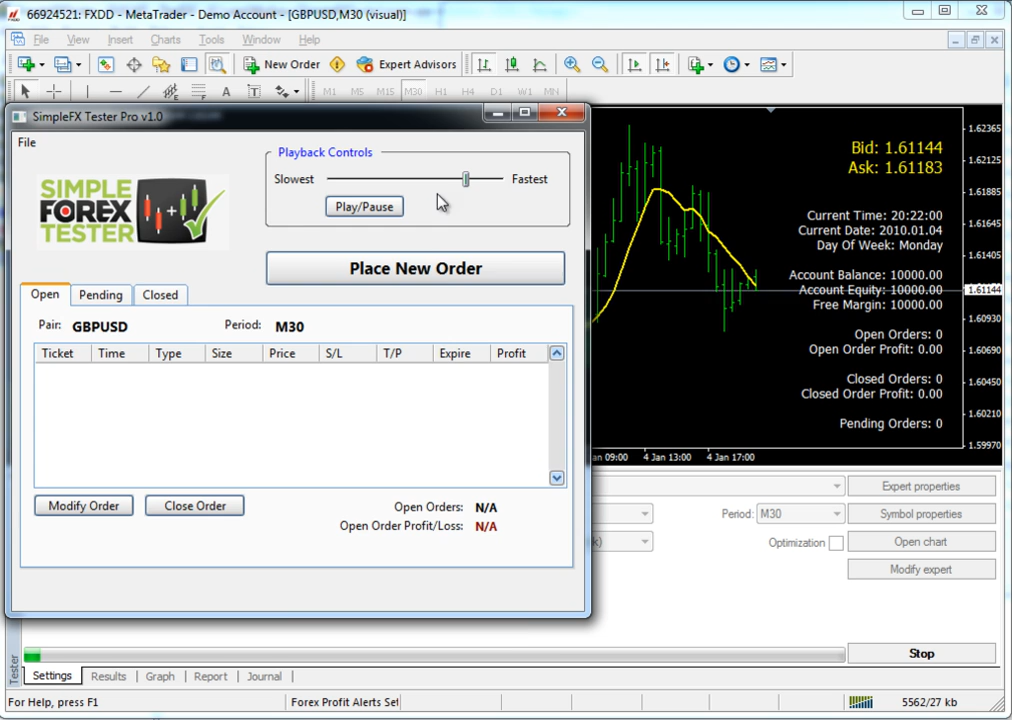 66924521: FXDD - MetaTrader - Demo Account - [GBPUSD,M30 (visual)]
File View Insert Charts Tools Window Help
New Order Expert Advisors
A T M1 M5 M15 M30 H1 H4 D1 W1 MN
SimpleFX Tester Pro v1.0
File
SIMPLE
FOREX
TESTER
Playback Controls
Slowest Fastest
Play/Pause
Place New Order
Open Pending Closed
Pair: GBPUSD Period: M30
Ticket Time Type Size Price S/L T/P Expire Profit
Modify Order Close Order
Open Orders: N/A
Open Order Profit/Loss: N/A
Bid: 1.61144
Ask: 1.61183
Current Time: 20:22:00
Current Date: 2010.01.04
Day Of Week: Monday
Account Balance: 10000.00
Account Equity: 10000.00
Free Margin: 10000.00
Open Orders: 0
Open Order Profit: 0.00
Closed Orders: 0
Closed Order Profit: 0.00
Pending Orders: 0
1.62365
1.62125
1.61885
1.61645
1.61405
1.61144
1.60930
1.60690
1.60450
1.60210
1.59970
an 09:00 4 Jan 13:00 4 Jan 17:00
Expert properties
Period: M30 Symbol properties
k) Optimization Open chart
Modify expert
Stop
Tester
Settings Results Graph Report Journal
For Help, press F1 Forex Profit Alerts Set 5562/27 kb